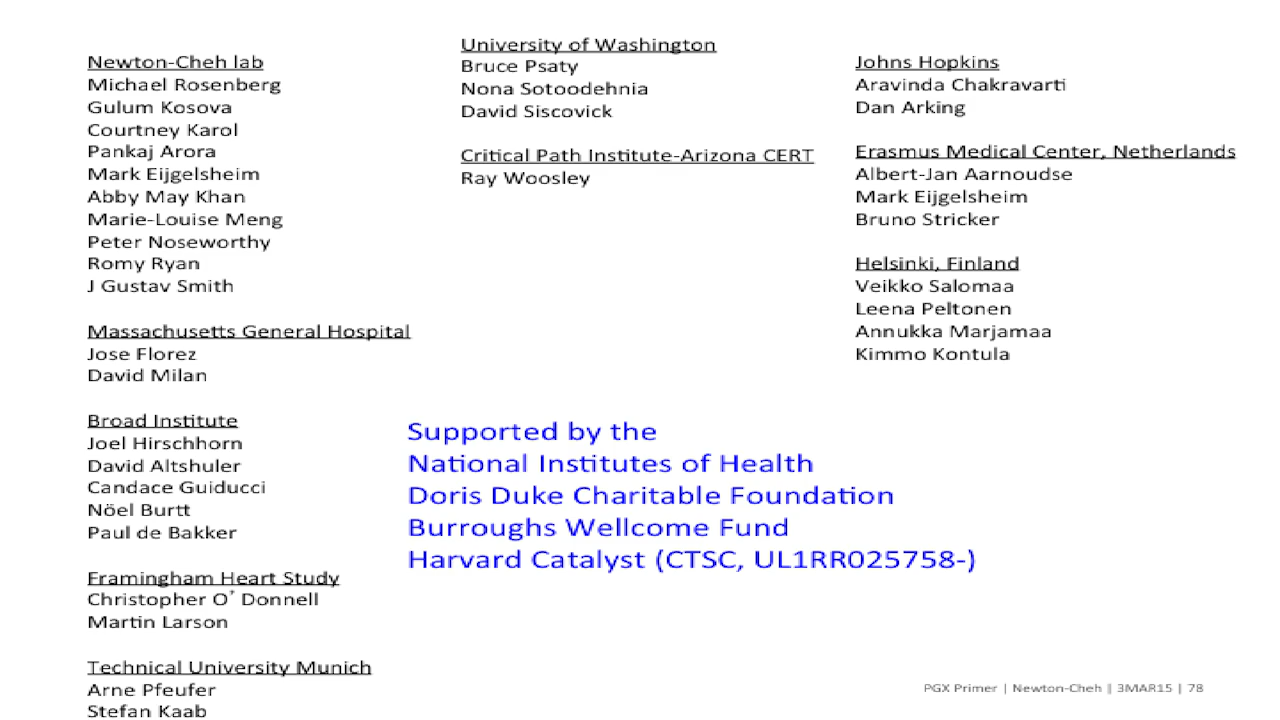 Newton-Cheh lab
Michael Rosenberg
Gulum Kosova
Courtney Karol
Pankaj Arora
Mark Eijgelsheim
Abby May Khan
Marie-Louise Meng
Peter Noseworthy
Romy Ryan
J Gustav Smith
Massachusetts General Hospital
Jose Florez
David Milan
Broad Institute
Joel Hirschhorn
David Altshuler
Candace Guiducci
Nöel Burtt
Paul de Bakker
Framingham Heart Study
Christopher O’ Donnell
Martin Larson
Technical University Munich
Arne Pfeufer
Stefan Kaab
University of Washington
Bruce Psaty
Nona Sotoodehnia
David Siscovick
Critical Path Institute-Arizona CERT
Ray Woosley
Johns Hopkins
Aravinda Chakravarti
Dan Arking
Erasmus Medical Center, Netherlands
Albert-Jan Aarnoudse
Mark Eijgelsheim
Bruno Stricker
Helsinki, Finland
Veikko Salomaa
Leena Peltonen
Annukka Marjamaa
Kimmo Kontula
Supported by the
National Institutes of Health
Doris Duke Charitable Foundation
Burroughs Wellcome Fund
Harvard Catalyst (CTSC, UL1RR025758-)
PGX Primer | Newton-Cheh || 3MAR15 | 78